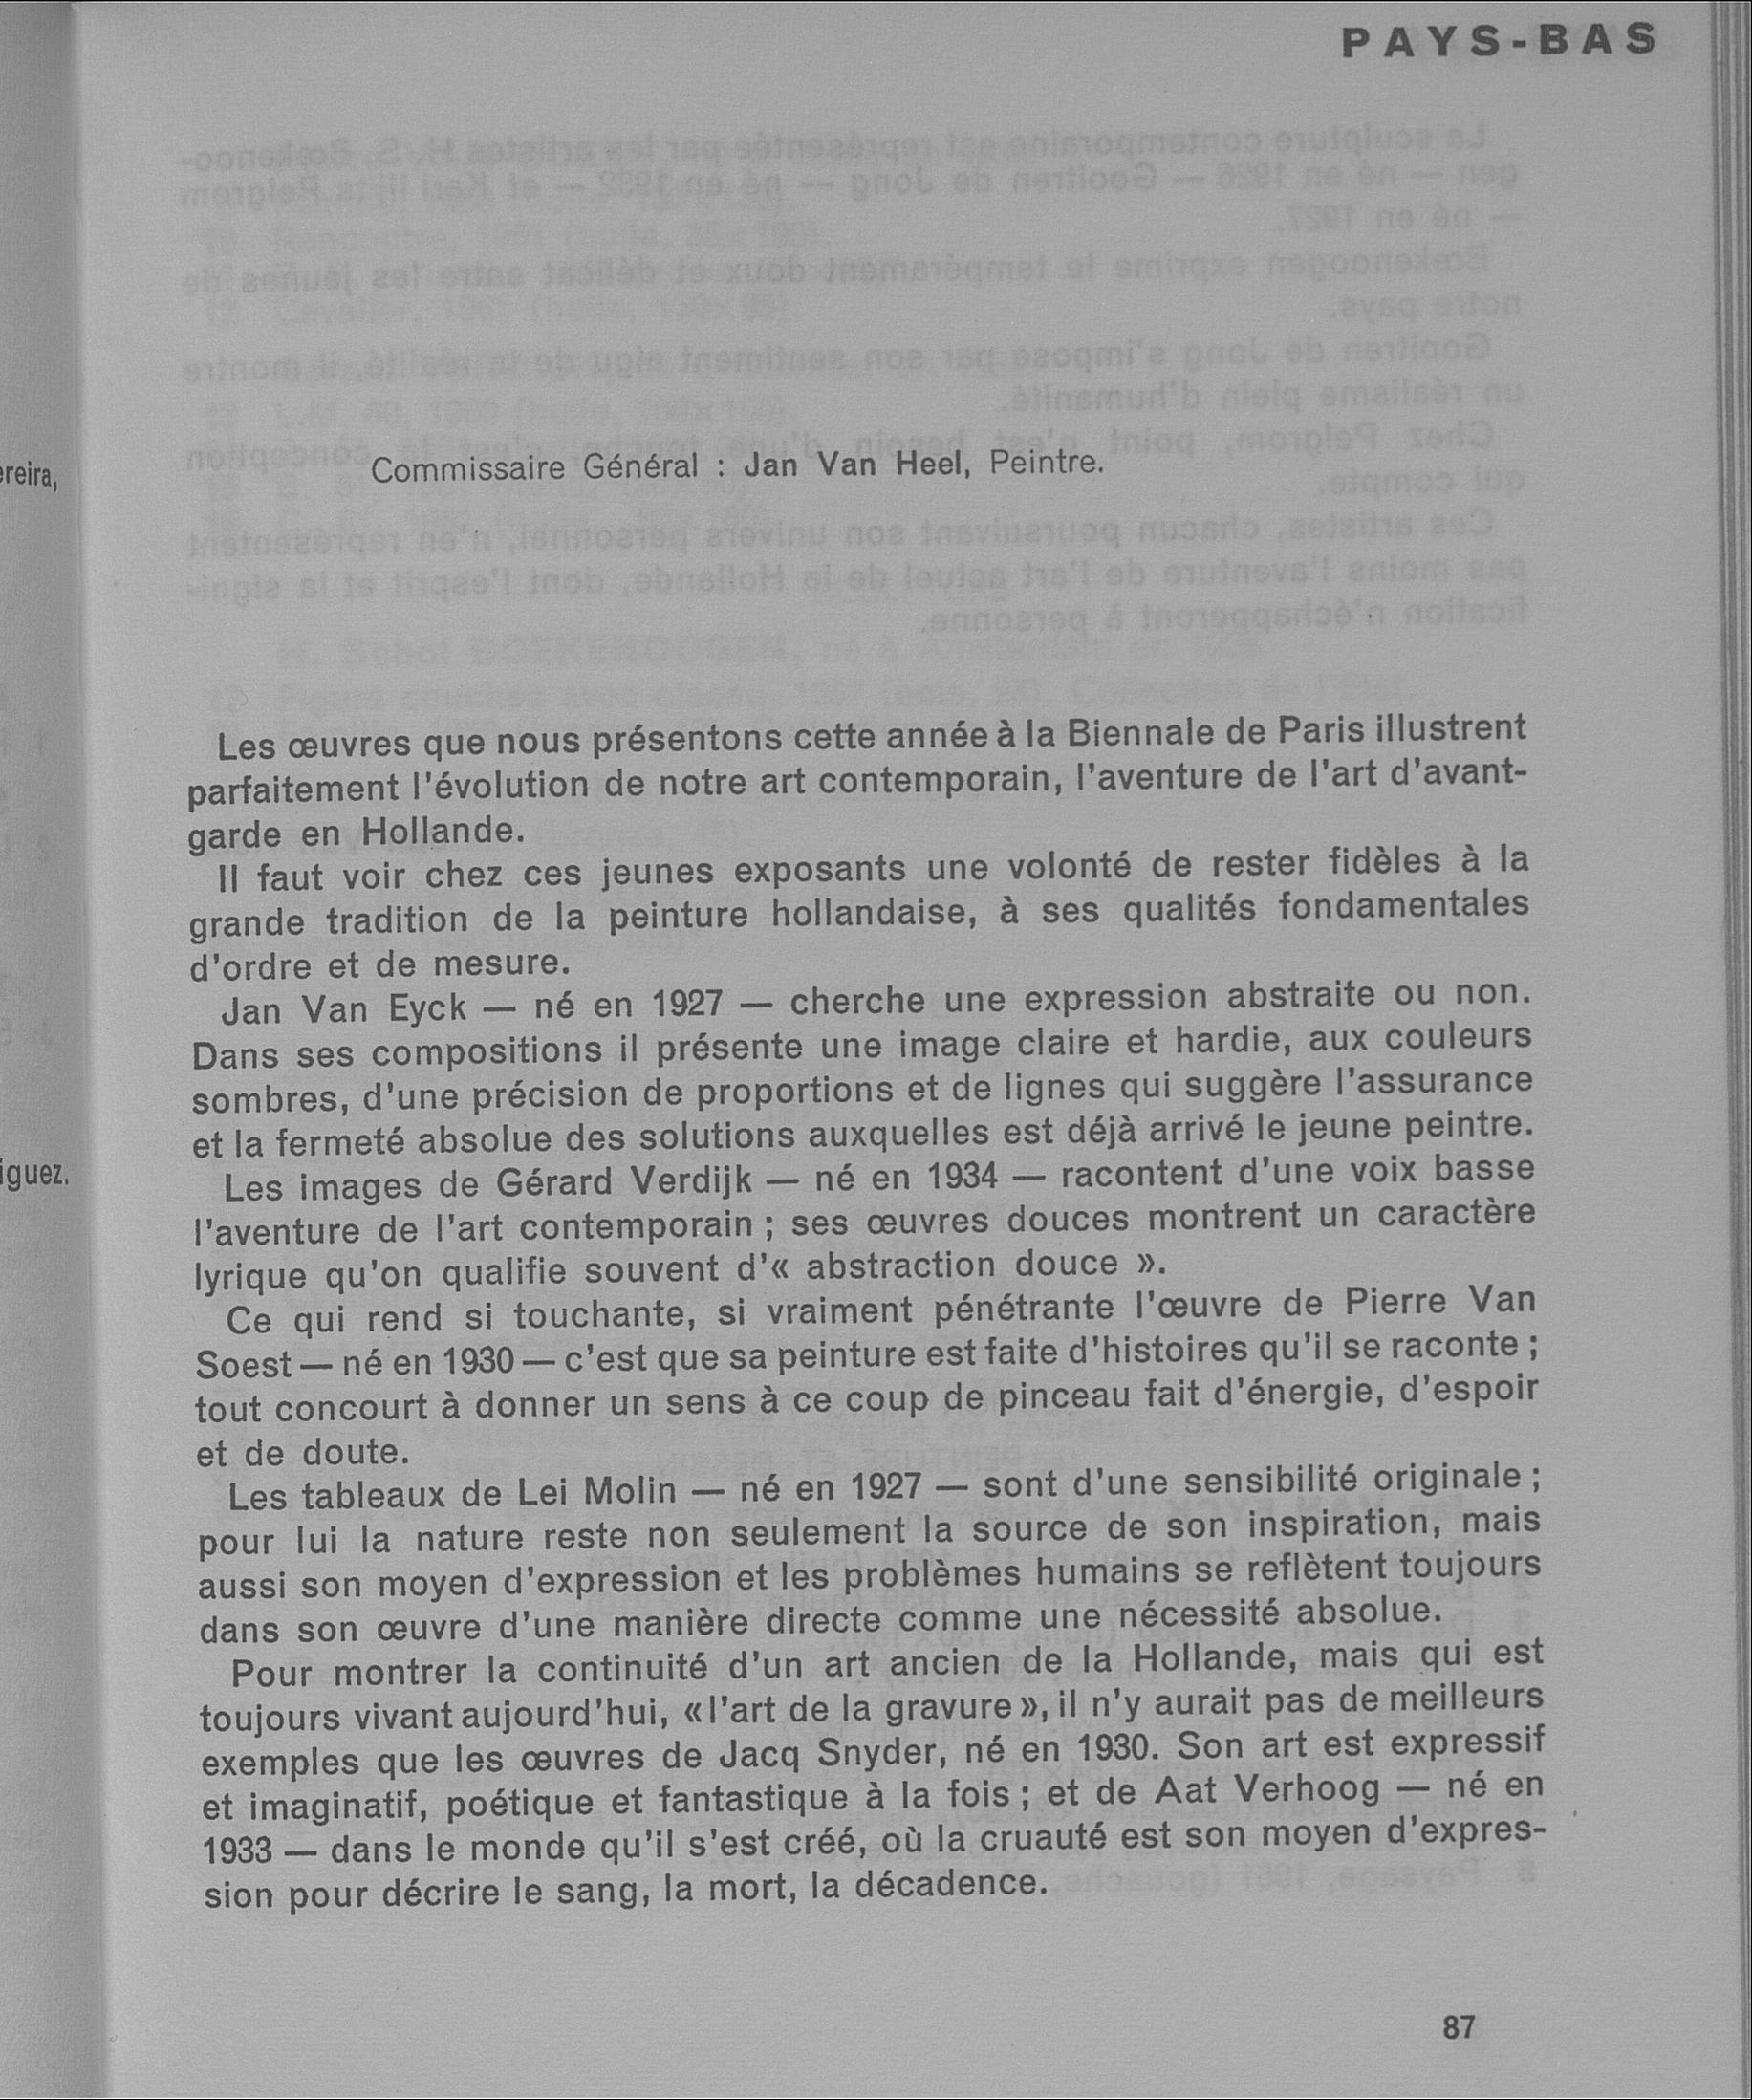 PAYS-BAS
Commissaire Général : Jan Van Heel, Peintre.
Les œuvres que nous présentons cette année à la Biennale de Paris illustrent
parfaitement l'évolution de notre art contemporain, l'aventure de l'art d'avant-
garde en Hollande.
Il faut voir chez ces jeunes exposants une volonté de rester fidèles à la
grande tradition de la peinture hollandaise, à ses qualités fondamentales
d'ordre et de mesure.
Jan Van Eyck — né en 1927 — cherche une expression abstraite ou non.
Dans ses compositions il présente une image claire et hardie, aux couleurs
sombres, d'une précision de proportions et de lignes qui suggère l'assurance
et la fermeté absolue des solutions auxquelles est déjà arrivé le jeune peintre.
Les images de Gérard Verdijk — né en 1934 — racontent d'une voix basse
l'aventure de l'art contemporain ; ses œuvres douces montrent un caractère
lyrique qu'on qualifie souvent d'« abstraction douce ».
Ce qui rend si touchante, si vraiment pénétrante l'œuvre de Pierre Van
Soest — né en 1930 — c'est que sa peinture est faite d'histoires qu'il se raconte ;
tout concourt à donner un sens à ce coup de pinceau fait d'énergie, d'espoir
et de doute.
Les tableaux de Lei Molin — né en 1927 — sont d'une sensibilité originale ;
pour lui la nature reste non seulement la source de son inspiration, mais
aussi son moyen d'expression et les problèmes humains se reflètent toujours
dans son œuvre d'une manière directe comme une nécessité absolue.
Pour montrer la continuité d'un art ancien de la Hollande, mais qui est
toujours vivant aujourd'hui, «l'art de la gravure», il n'y aurait pas de meilleurs
exemples que les œuvres de Jacq Snyder, né en 1930. Son art est expressif
et imaginatif, poétique et fantastique à la fois ; et de Aat Verhoog — né en
1933 — dans le monde qu'il s'est créé, où la cruauté est son moyen d'expres-
sion pour décrire le sang, la mort, la décadence.
87